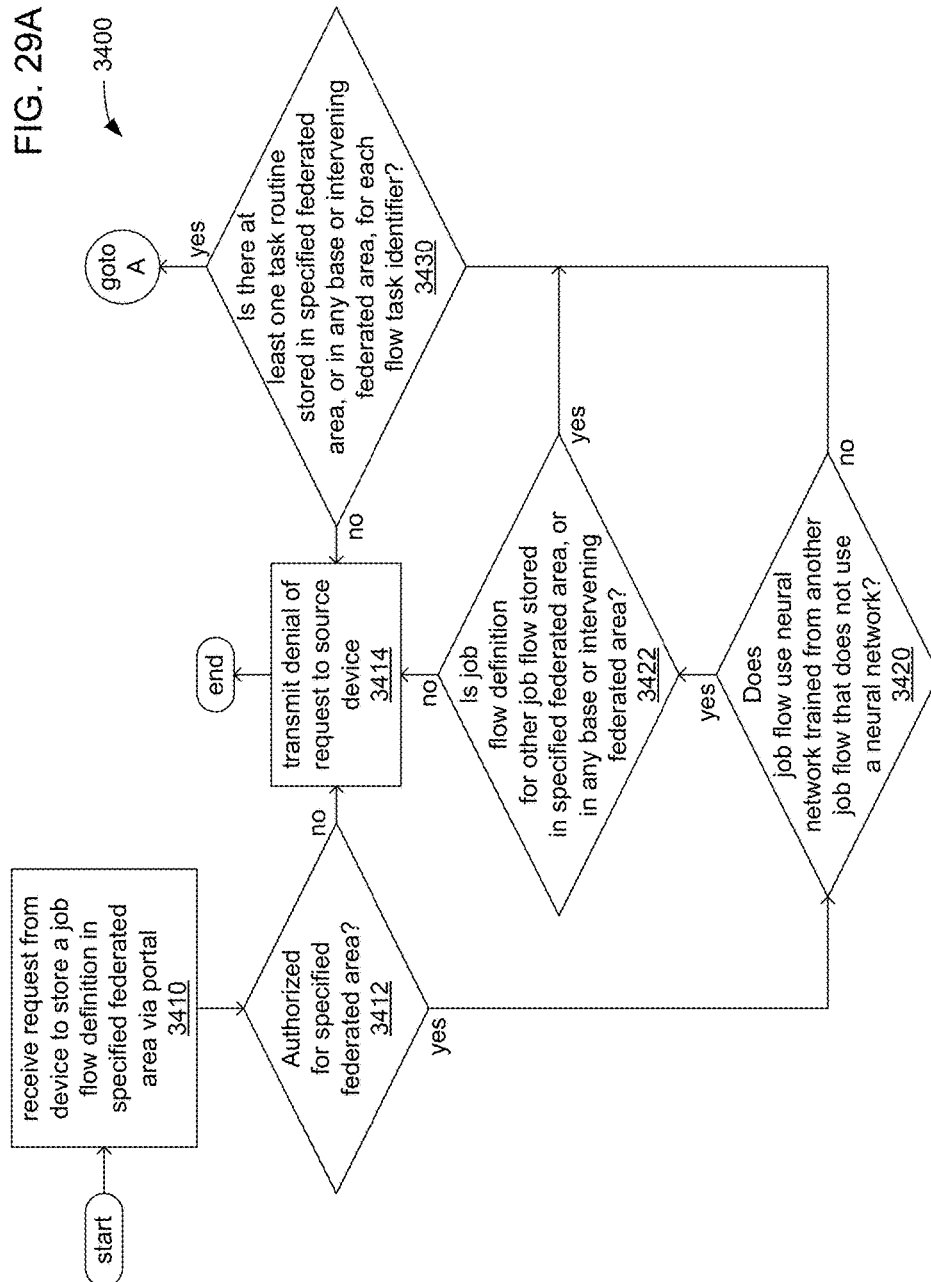 FIG. 29A
3400
start
receive request from
device to store a job
flow definition in
specified federated
area via portal
3410
Authorized
for specified
federated area?
3412
no
yes
end
transmit denial of
request to source
device
3414
no
Is job
flow definition
for other job flow stored
in specified federated area, or
in any base or intervening
federated area?
3422
yes
yes
Does
job flow use neural
network trained from another
job flow that does not use
a neural network?
3420
no
goto
A
yes
Is there at
least one task routine
stored in specified federated
area, or in any base or intervening
federated area, for each
flow task identifier?
3430
no